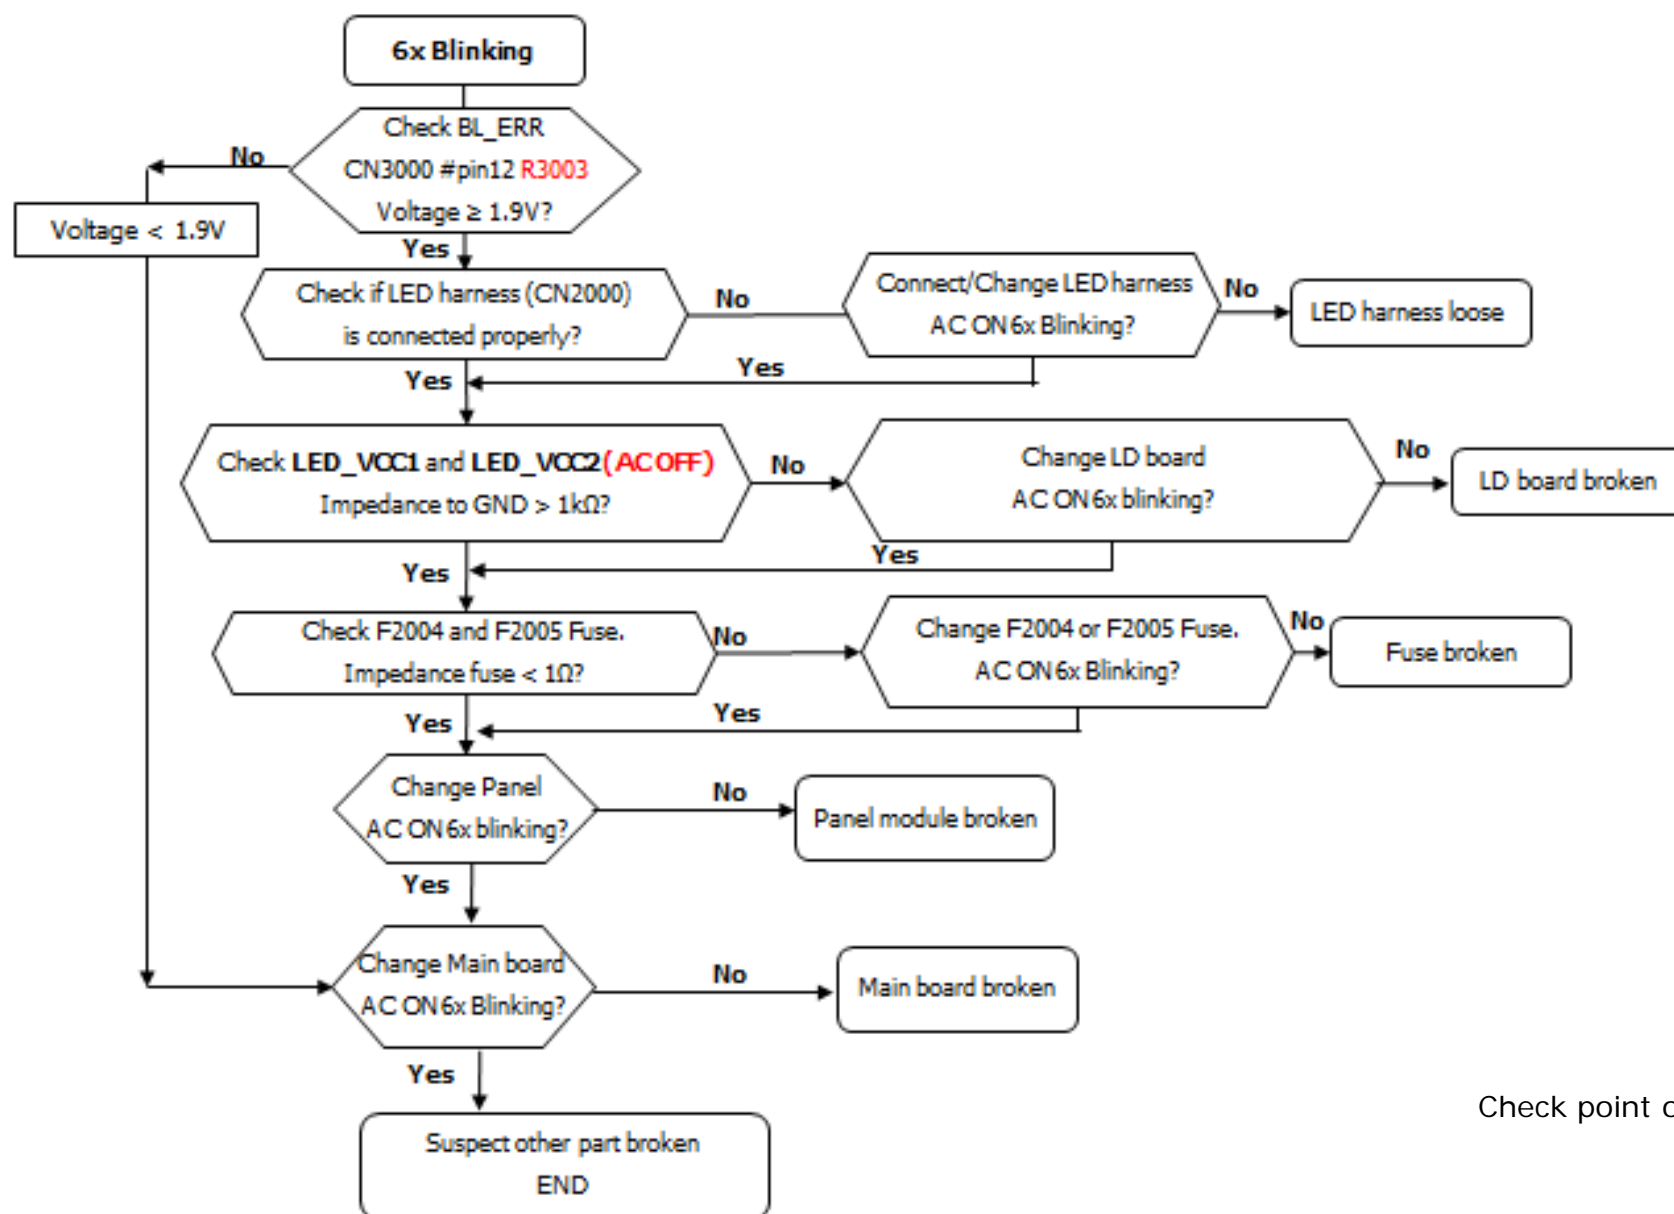 6x Blinking
Check BL_ERR
CN3000 #pin12 R3003
Voltage ≥ 1.9V?
No
Voltage < 1.9V
Yes
Check if LED harness (CN2000)
is connected properly?
No
Connect/Change LED harness
AC ON 6x Blinking?
No
LED harness loose
Yes
Yes
Check LED_VCC1 and LED_VCC2 (AC OFF)
Impedance to GND > 1kΩ?
No
Change LD board
AC ON 6x blinking?
No
LD board broken
Yes
Yes
Check F2004 and F2005 Fuse.
Impedance fuse < 1Ω?
No
Change F2004 or F2005 Fuse.
AC ON 6x Blinking?
No
Fuse broken
Yes
Yes
Change Panel
AC ON 6x blinking?
No
Panel module broken
Yes
Change Main board
AC ON 6x Blinking?
No
Main board broken
Yes
Suspect other part broken
END
Check point